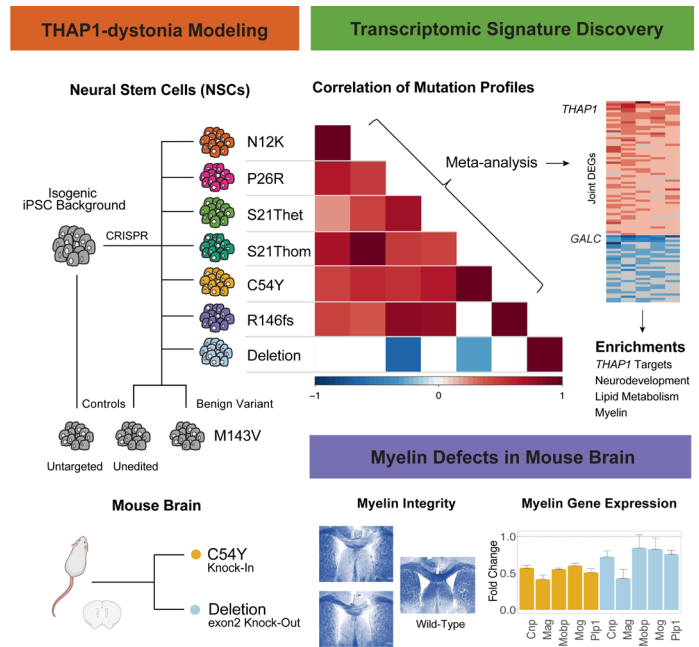 THAP1-dystonia Modeling
Transcriptomic Signature Discovery
Neural Stem Cells (NSCs)
Isogenic
iPSC Background
CRISPR
N12K
P26R
S21Thet
S21Thom
C54Y
R146fs
Deletion
Controls
Benign Variant
M143V
Untargeted
Unedited
Correlation of Mutation Profiles
−1
0
1
Meta-analysis
THAP1
Joint DEGs
GALC
Enrichments
THAP1 Targets
Neurodevelopment
Lipid Metabolism
Myelin
Mouse Brain
C54Y
Knock-In
Deletion
exon2 Knock-Out
Myelin Defects in Mouse Brain
Myelin Integrity
Wild-Type
Myelin Gene Expression
Fold Change
1.0
0.5
0.0
Cnp
Mag
Mobp
Mog
Plp1
Cnp
Mag
Mobp
Mog
Plp1